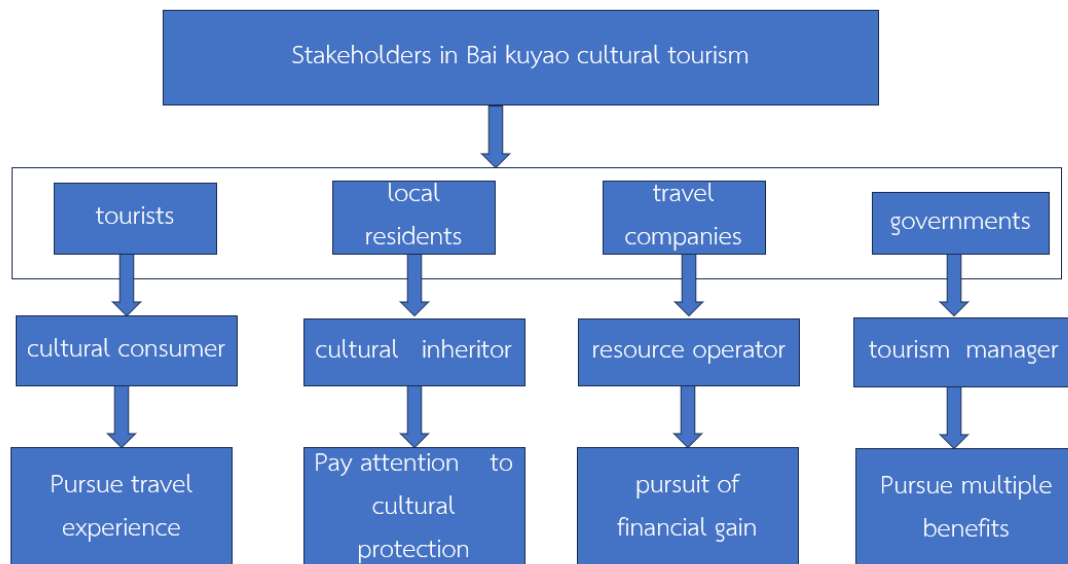 Stakeholders in Bai kuyao cultural tourism
tourists
local
residents
travel
companies
governments
cultural consumer
cultural inheritor
resource operator
tourism manager
Pursue travel
experience
Pay attention to
cultural
protection
pursuit of
financial gain
Pursue multiple
benefits